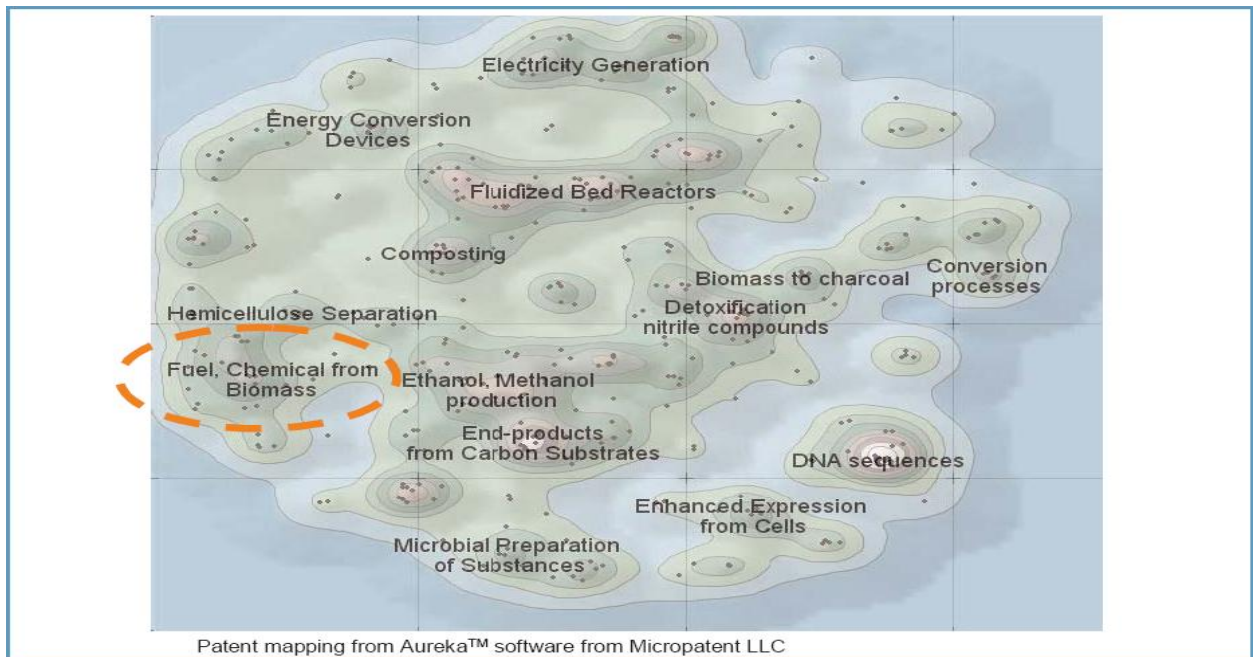 Electricity Generation
Energy Conversion
Devices
Fluidized Bed Reactors
Composting
Biomass to charcoal
Conversion
processes
Hemicellulose Separation
Detoxification
nitrile compounds
Fuel, Chemical from
Biomass
Ethanol, Methanol
production
End-products
from Carbon Substrates
DNA sequences
Enhanced Expression
from Cells
Microbial Preparation
of Substances
Patent mapping from Aureka™ software from Micropatent LLC